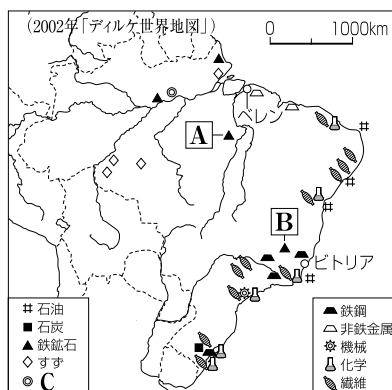 (2002年「ディルケ世界地図」)
0 1000km
ベレン
A
B
ビトリア
石油
石炭
鉄鉱石
すず
C
鉄鋼
非鉄金属
機械
化学
繊維